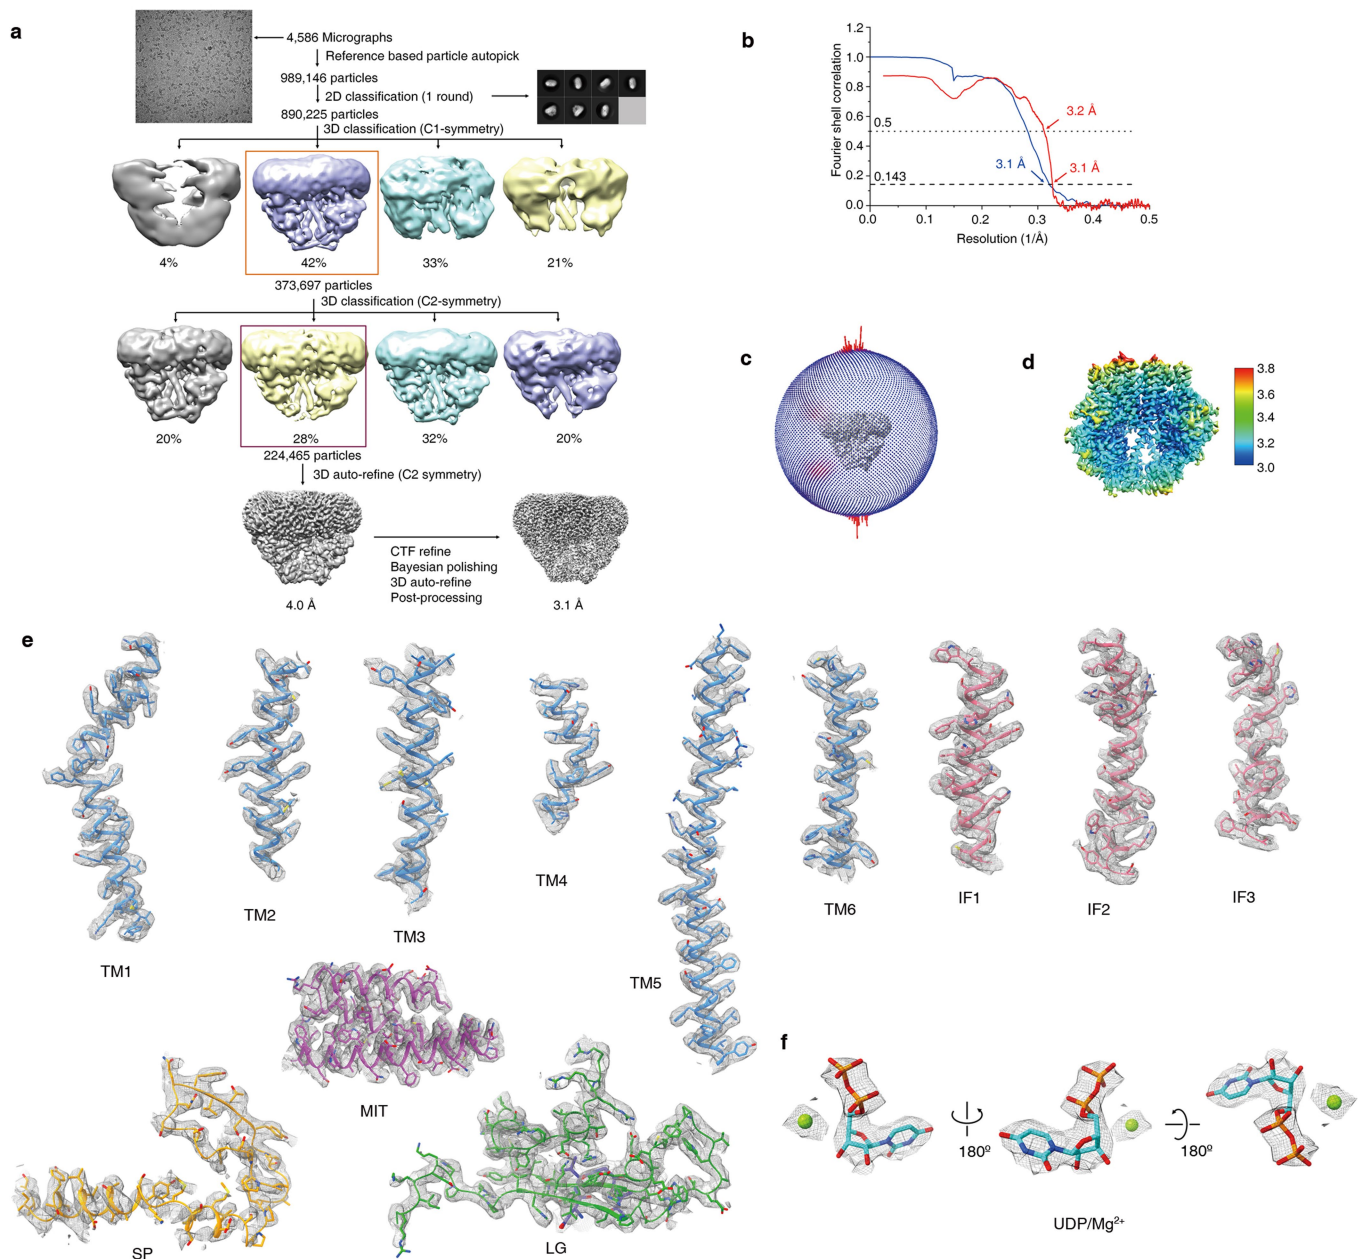 a
4,586 Micrographs
Reference based particle autopick
989,146 particles
2D classification (1 round)
890,225 particles
3D classification (C1-symmetry)
4%
42%
33%
21%
373,697 particles
3D classification (C2-symmetry)
20%
28%
32%
20%
224,465 particles
3D auto-refine (C2 symmetry)
CTF refine
Bayesian polishing
3D auto-refine
Post-processing
4.0 Å
3.1 Å
b
Fourier shell correlation
1.2
1.0
0.8
0.6
0.4
0.2
0.0
0.5
0.143
3.2 Å
3.1 Å
3.1 Å
0.0
0.1
0.2
0.3
0.4
0.5
Resolution (1/Å)
c
d
3.8
3.6
3.4
3.2
3.0
e
TM1
TM2
TM3
TM4
TM5
TM6
IF1
IF2
IF3
MIT
SP
LG
f
180º
180º
UDP/Mg²⁺